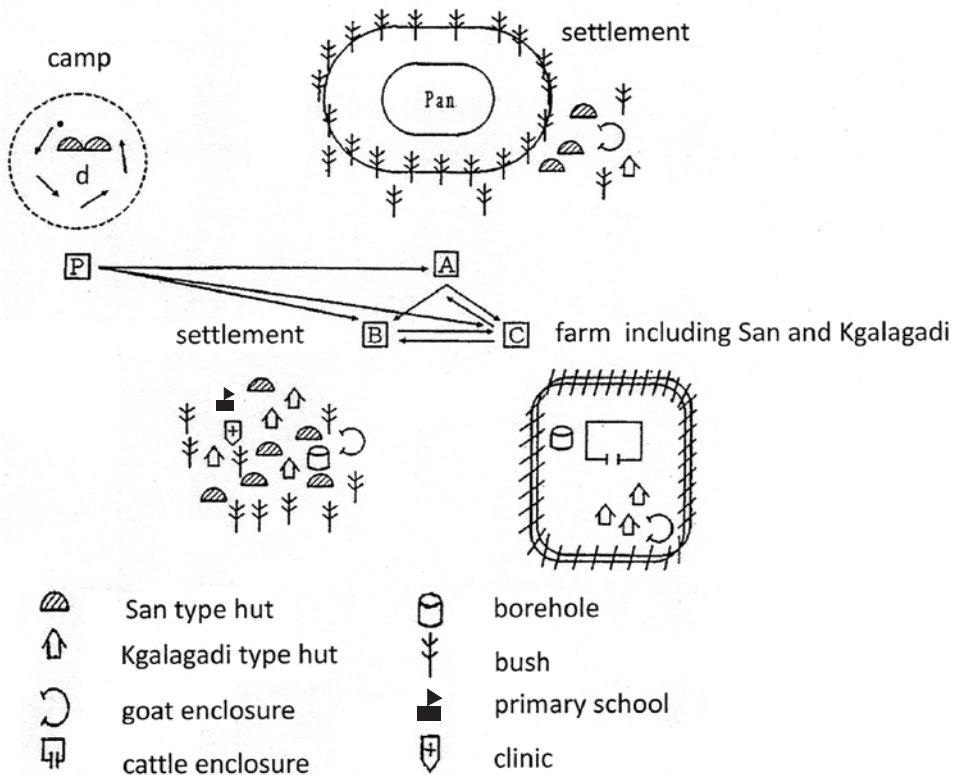 settlement
camp
Pan
d
P
A
settlement
B
C
farm including San and Kgalagadi
San type hut
borehole
Kgalagadi type hut
bush
goat enclosure
primary school
cattle enclosure
clinic